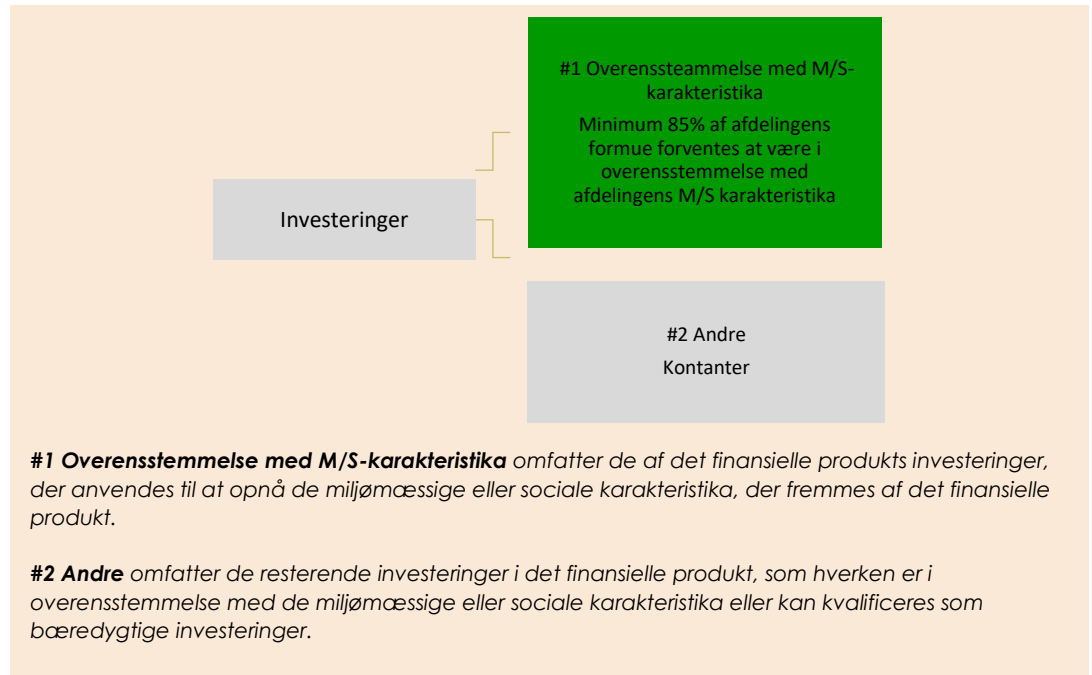 #1 Overenssteammelse med M/S-
karakteristika
Minimum 85% af afdelingens
formue forventes at være i
overensstemmelse med
afdelingens M/S karakteristika
Investeringer
#2 Andre
Kontanter
#1 Overensstemmelse med M/S-karakteristika omfatter de af det finansielle produkts investeringer,
der anvendes til at opnå de miljømæssige eller sociale karakteristika, der fremmes af det finansielle
produkt.
#2 Andre omfatter de resterende investeringer i det finansielle produkt, som hverken er i
overensstemmelse med de miljømæssige eller sociale karakteristika eller kan kvalificeres som
bæredygtige investeringer.